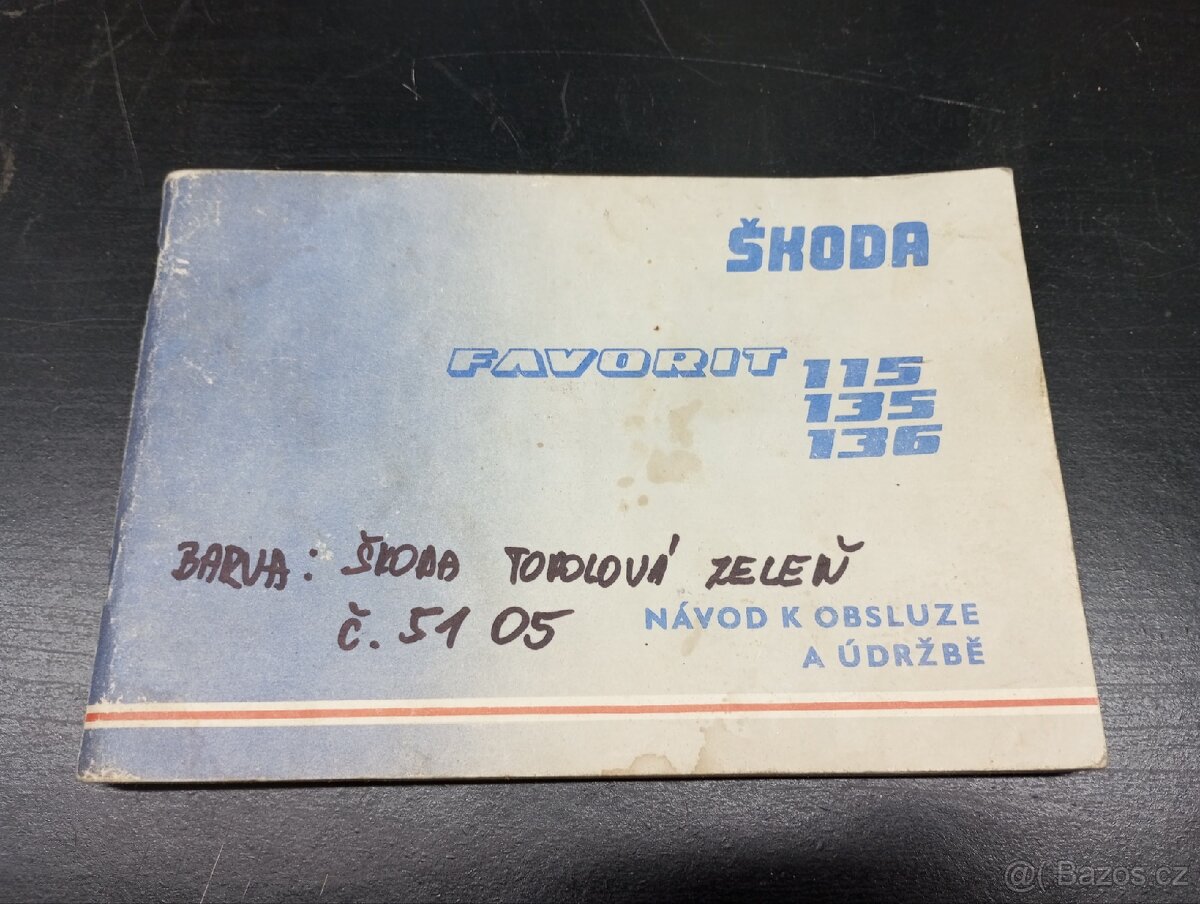 ŠKODA
FAVORIT 115
135
136
BARVA: ŠKODA TOPOLOVÁ ZELEŇ
č. 51 05
NÁVOD K OBSLUZE
A ÚDRŽBĚ
@( Bazos.cz